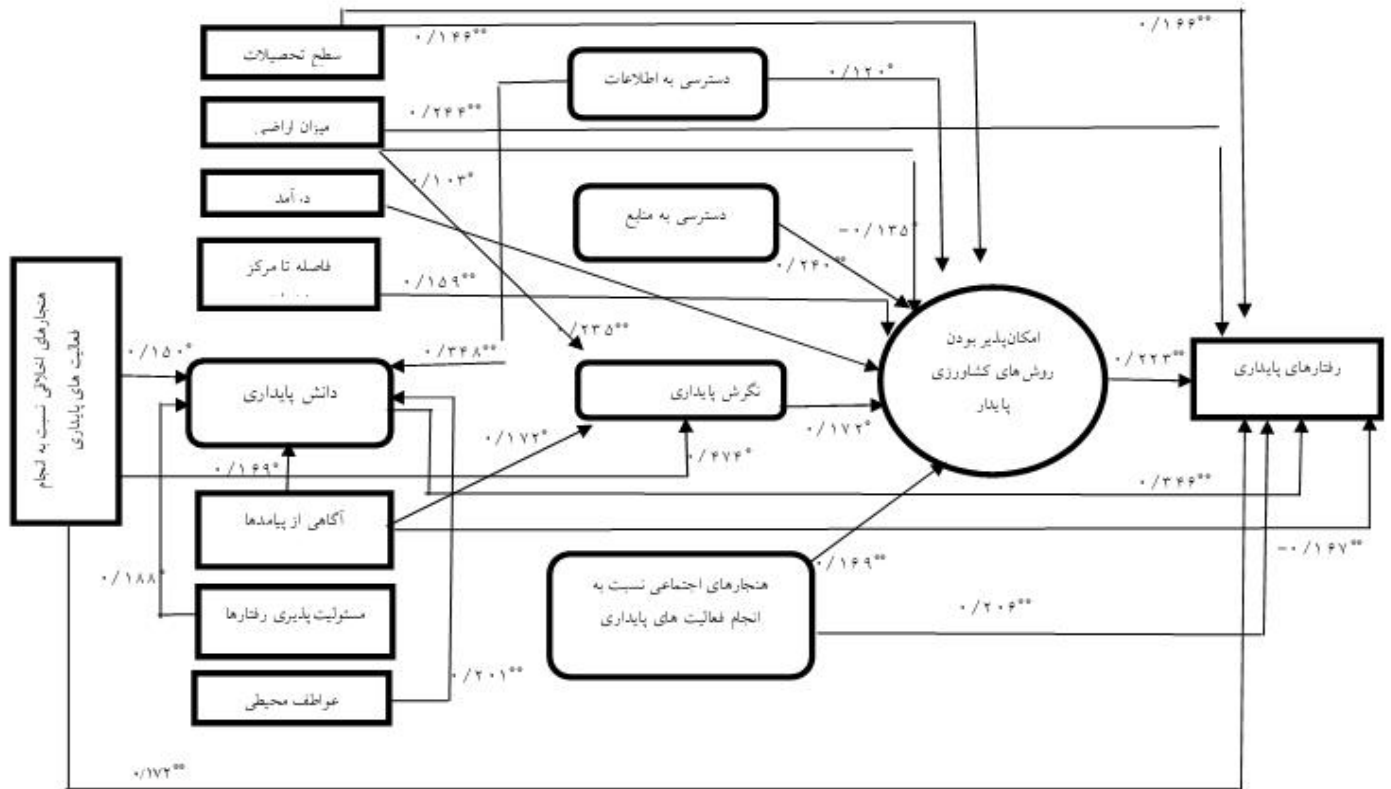 ۰/۱۶۶**
۰/۱۴۶**
سطح تحصیلات
دسترسی به اطلاعات
۰/۱۲۰*
۰/۲۴۴**
میزان اراضی
۰/۱۰۳*
درآمد
دسترسی به منابع
-۰/۱۳۵*
۰/۲۴۰**
فاصله تا مرکز
۰/۱۵۹**
هنجارهای اخلاقی نسبت به انجام
فعالیت های پایداری
۰/۲۳۵**
امکان‌پذیر بودن
روش‌های کشاورزی
پایدار
۰/۲۲۳**
رفتارهای پایداری
۰/۱۵۰*
۰/۳۴۸**
دانش پایداری
نگرش پایداری
۰/۱۷۲*
۰/۱۷۲*
۰/۴۷۴*
۰/۱۶۹*
۰/۳۴۶**
آگاهی از پیامدها
-۰/۱۶۷**
۰/۱۶۹**
هنجارهای اجتماعی نسبت به
انجام فعالیت های پایداری
۰/۲۰۶**
۰/۱۸۸*
مسئولیت‌پذیری رفتارها
۰/۲۰۱**
عواطف محیطی
۰/۱۷۲**